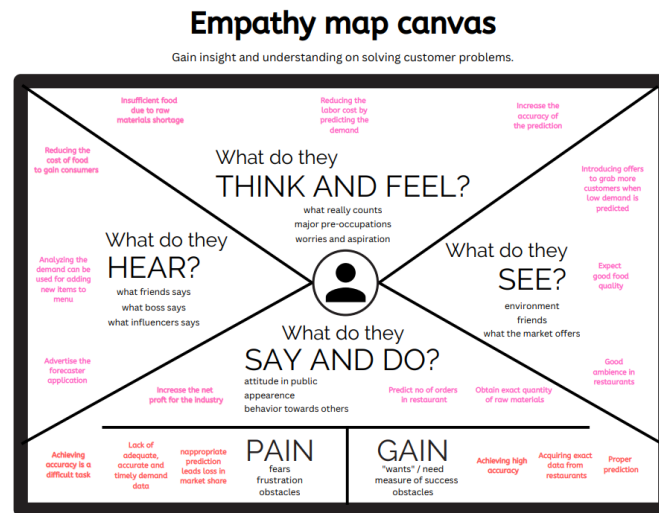 Empathy map canvas
Gain insight and understanding on solving customer problems.
Insufficient food
due to raw
materials shortage
Reducing the
labor cost by
predicting the
demand
Increase the
accuracy of
the prediction
Reducing the
cost of food
to gain consumers
What do they
THINK AND FEEL?
what really counts
major pre-occupations
worries and aspiration
Introducing offers
to grab more
customers when
low demand is
predicted
What do they
HEAR?
what friends says
what boss says
what influencers says
Analyzing the
demand can be
used for adding
new items to
menu
Advertise the
forecaster
application
What do they
SEE?
environment
friends
what the market offers
Expect
good food
quality
Good
ambience in
restaurants
What do they
SAY AND DO?
attitude in public
appearence
behavior towards others
Increase the net
proft for the industry
Predict no of orders
in restaurant
Obtain exact quantity
of raw materials
PAIN
fears
frustration
obstacles
Achieving
accuracy is a
difficult task
Lack of
adequate,
accurate and
timely demand
data
nappropriate
prediction
leads loss in
market share
GAIN
"wants" / need
measure of success
obstacles
Achieving high
accuracy
Acquiring exact
data from
restaurants
Proper
prediction